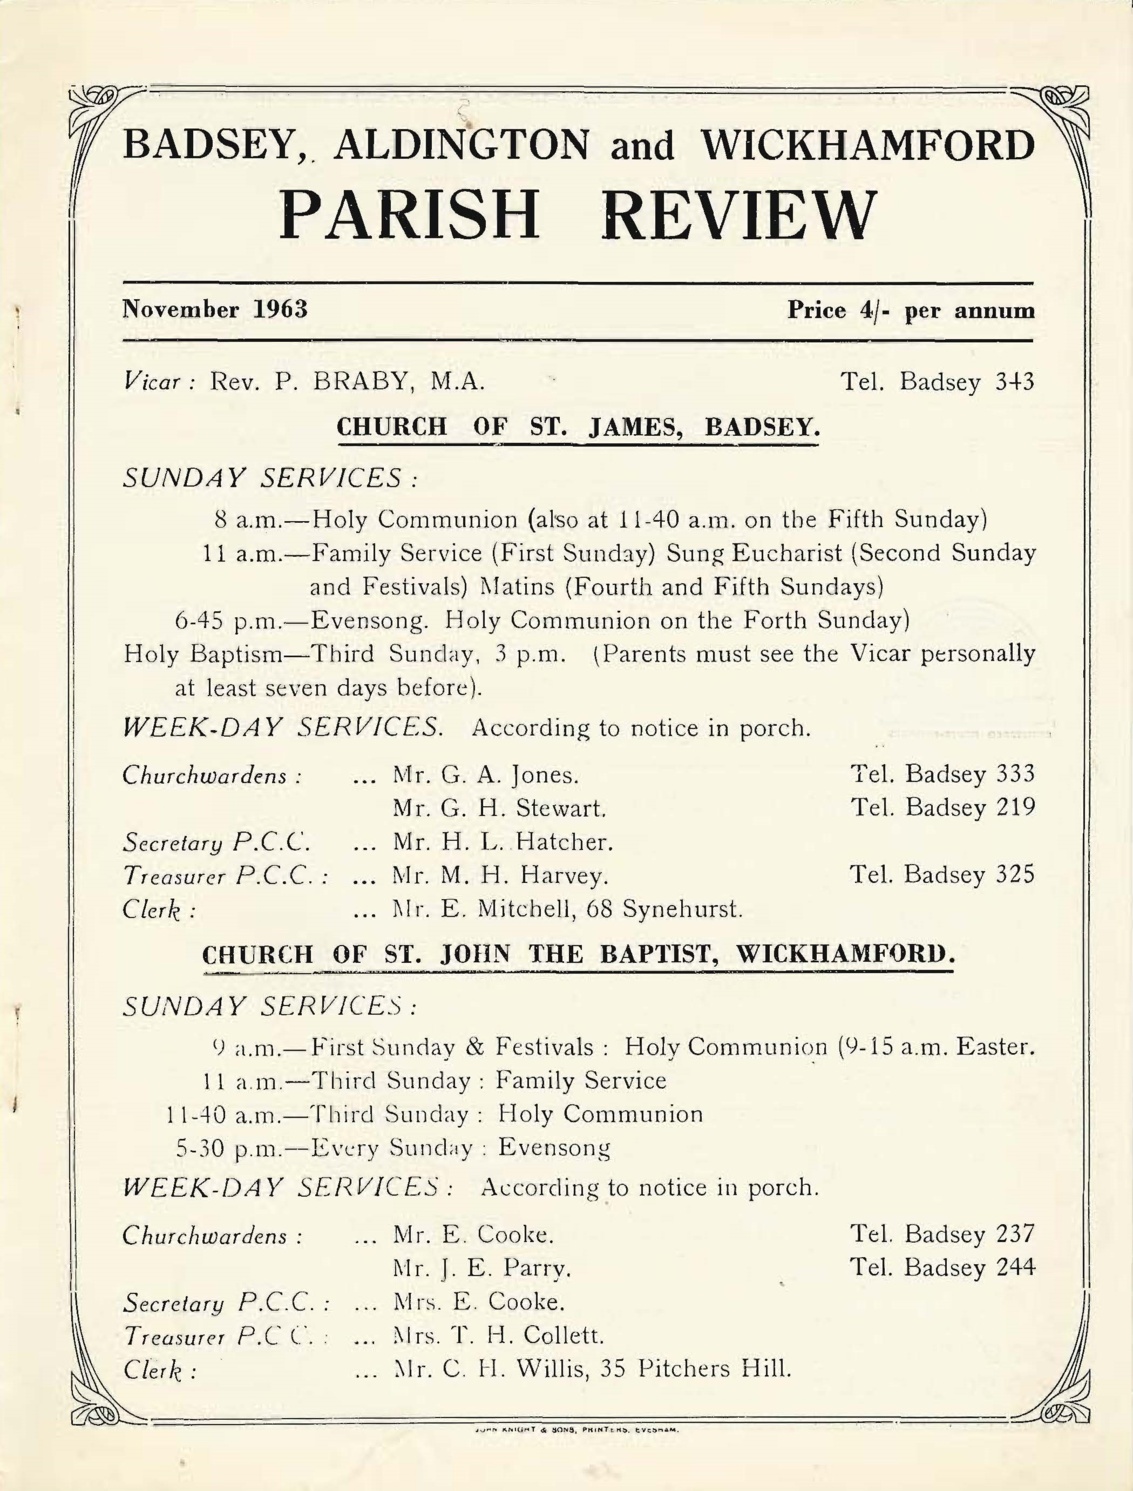 BADSEY, ALDINGTON and WICKHAMFORD
PARISH REVIEW
November 1963 Price 4/- per annum
Vicar : Rev. P. BRABY, M.A. Tel. Badsey 343
CHURCH OF ST. JAMES, BADSEY.
SUNDAY SERVICES :
8 a.m.—Holy Communion (also at 11-40 a.m. on the Fifth Sunday)
11 a.m.—Family Service (First Sunday) Sung Eucharist (Second Sunday
and Festivals) Matins (Fourth and Fifth Sundays)
6-45 p.m.—Evensong. Holy Communion on the Forth Sunday)
Holy Baptism—Third Sunday, 3 p.m. (Parents must see the Vicar personally
at least seven days before).
WEEK-DAY SERVICES. According to notice in porch.
Churchwardens : ... Mr. G. A. Jones. Tel. Badsey 333
Mr. G. H. Stewart. Tel. Badsey 219
Secretary P.C.C. ... Mr. H. L. Hatcher.
Treasurer P.C.C. : ... Mr. M. H. Harvey. Tel. Badsey 325
Clerk : ... Mr. E. Mitchell, 68 Synehurst.
CHURCH OF ST. JOHN THE BAPTIST, WICKHAMFORD.
SUNDAY SERVICES :
9 a.m.—First Sunday & Festivals : Holy Communion (9-15 a.m. Easter.
11 a.m.—Third Sunday : Family Service
11-40 a.m.—Third Sunday : Holy Communion
5-30 p.m.—Every Sunday : Evensong
WEEK-DAY SERVICES : According to notice in porch.
Churchwardens : ... Mr. E. Cooke. Tel. Badsey 237
Mr. J. E. Parry. Tel. Badsey 244
Secretary P.C.C. : ... Mrs. E. Cooke.
Treasurer P.C C. : ... Mrs. T. H. Collett.
Clerk : ... Mr. C. H. Willis, 35 Pitchers Hill.
JOHN KNIGHT & SONS, PRINTERS, EVESHAM.